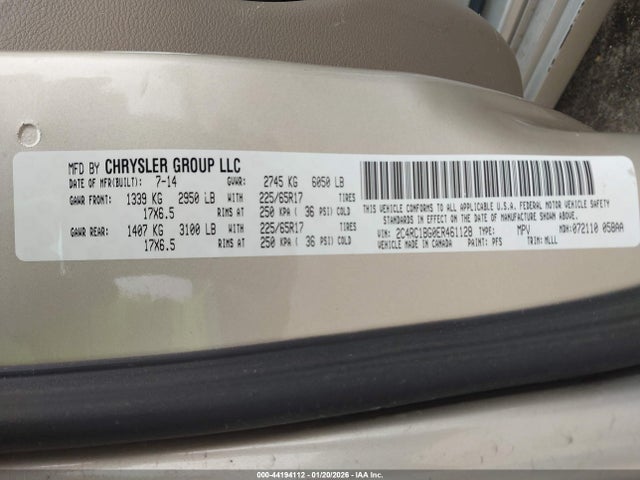 MFD BY CHRYSLER GROUP LLC
DATE OF MFR(BUILT): 7-14 GVWR: 2745 KG 6050 LB
GAWR FRONT: 1339 KG 2950 LB WITH 225/65R17 TIRES
17X6.5 RIMS AT 250 KPA ( 36 PSI) COLD
GAWR REAR: 1407 KG 3100 LB WITH 225/65R17 TIRES
17X6.5 RIMS AT 250 KPA ( 36 PSI) COLD
THIS VEHICLE CONFORMS TO ALL APPLICABLE U.S.A. FEDERAL MOTOR VEHICLE SAFETY
STANDARDS IN EFFECT ON THE DATE OF MANUFACTURE SHOWN ABOVE.
VIN: 2C4RC1BG0ER461128 TYPE: MPV MDH:072110 058AA
VEHICLE MADE IN CANADA PAINT: PFS TRIM: MLLL
000-44194112 — 01/20/2026 - IAA Inc.